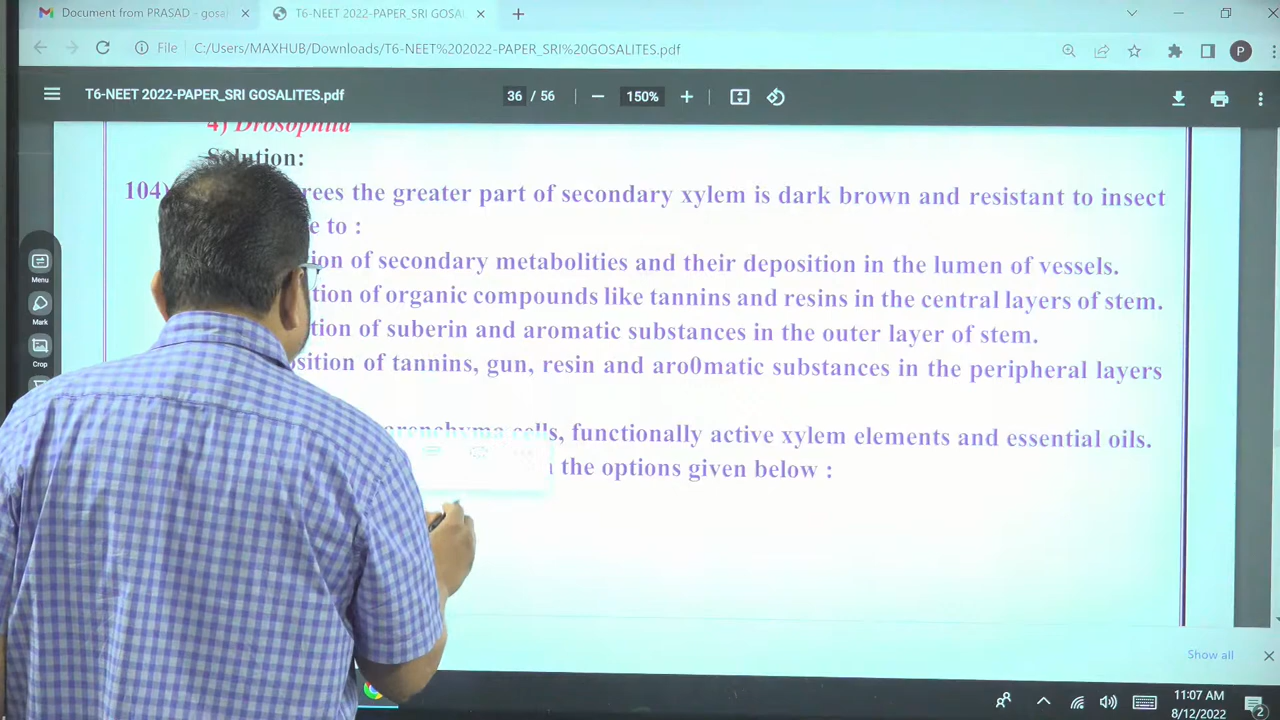 Document from PRASAD - gosa
T6-NEET 2022-PAPER_SRI GOSAL
File
C:/Users/MAXHUB/Downloads/T6-NEET%202022-PAPER_SRI%20GOSALITES.pdf
P
T6-NEET 2022-PAPER_SRI GOSALITES.pdf
36 / 56
150%
4) Drosophila
Solution:
104) rees the greater part of secondary xylem is dark brown and resistant to insect
e to :
ion of secondary metabolities and their deposition in the lumen of vessels.
tion of organic compounds like tannins and resins in the central layers of stem.
tion of suberin and aromatic substances in the outer layer of stem.
osition of tannins, gun, resin and aro0matic substances in the peripheral layers
arenchyma cells, functionally active xylem elements and essential oils.
the options given below :
Menu
Mark
Crop
Show all
11:07 AM
8/12/2022
2